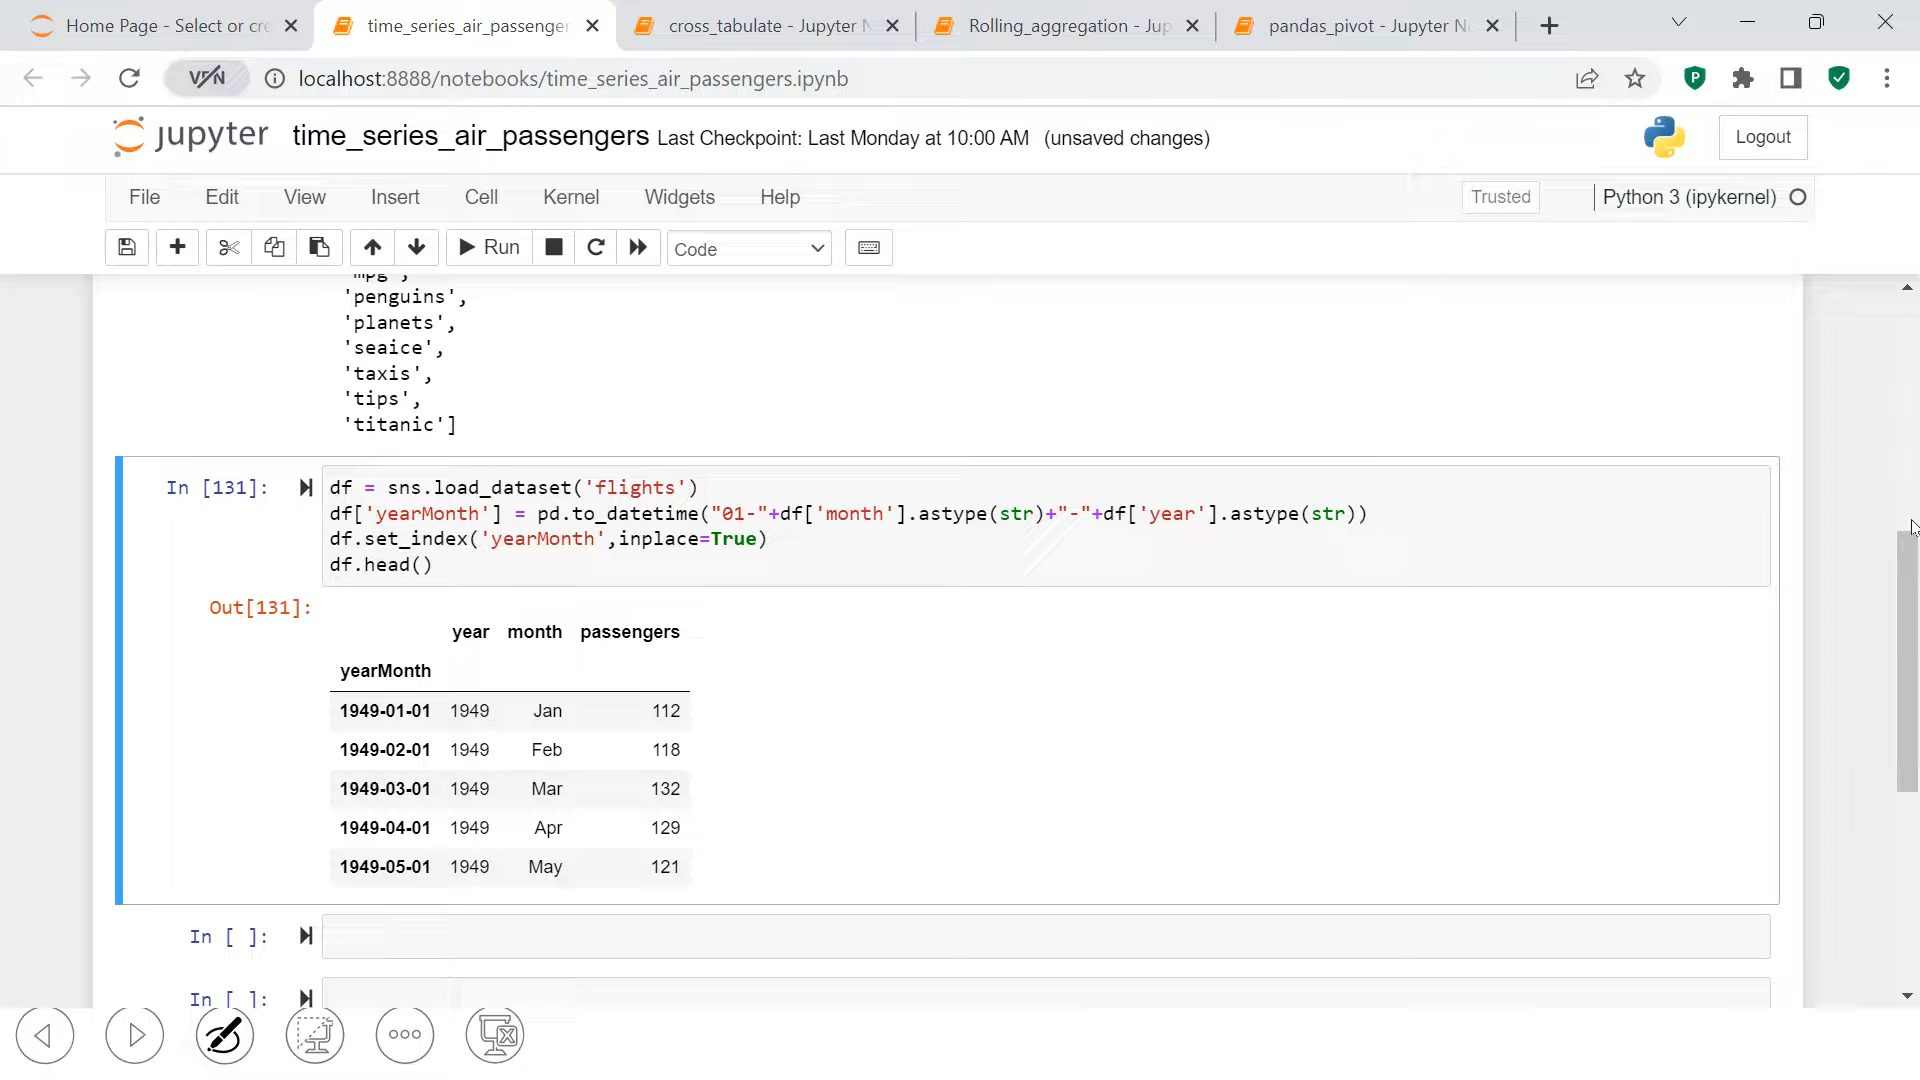 Home Page - Select or cre
time_series_air_passenger
cross_tabulate - Jupyter N
Rolling_aggregation - Jup
pandas_pivot - Jupyter N
VPN
localhost:8888/notebooks/time_series_air_passengers.ipynb
jupyter time_series_air_passengers Last Checkpoint: Last Monday at 10:00 AM (unsaved changes)
Logout
File Edit View Insert Cell Kernel Widgets Help
Trusted
Python 3 (ipykernel)
Run
Code
'mpg',
'penguins',
'planets',
'seaice',
'taxis',
'tips',
'titanic']
In [131]:
df = sns.load_dataset('flights')
df['yearMonth'] = pd.to_datetime("01-"+df['month'].astype(str)+"-"+df['year'].astype(str))
df.set_index('yearMonth',inplace=True)
df.head()
Out[131]:
year month passengers
yearMonth
1949-01-01 1949 Jan 112
1949-02-01 1949 Feb 118
1949-03-01 1949 Mar 132
1949-04-01 1949 Apr 129
1949-05-01 1949 May 121
In [ ]:
In [ ]: